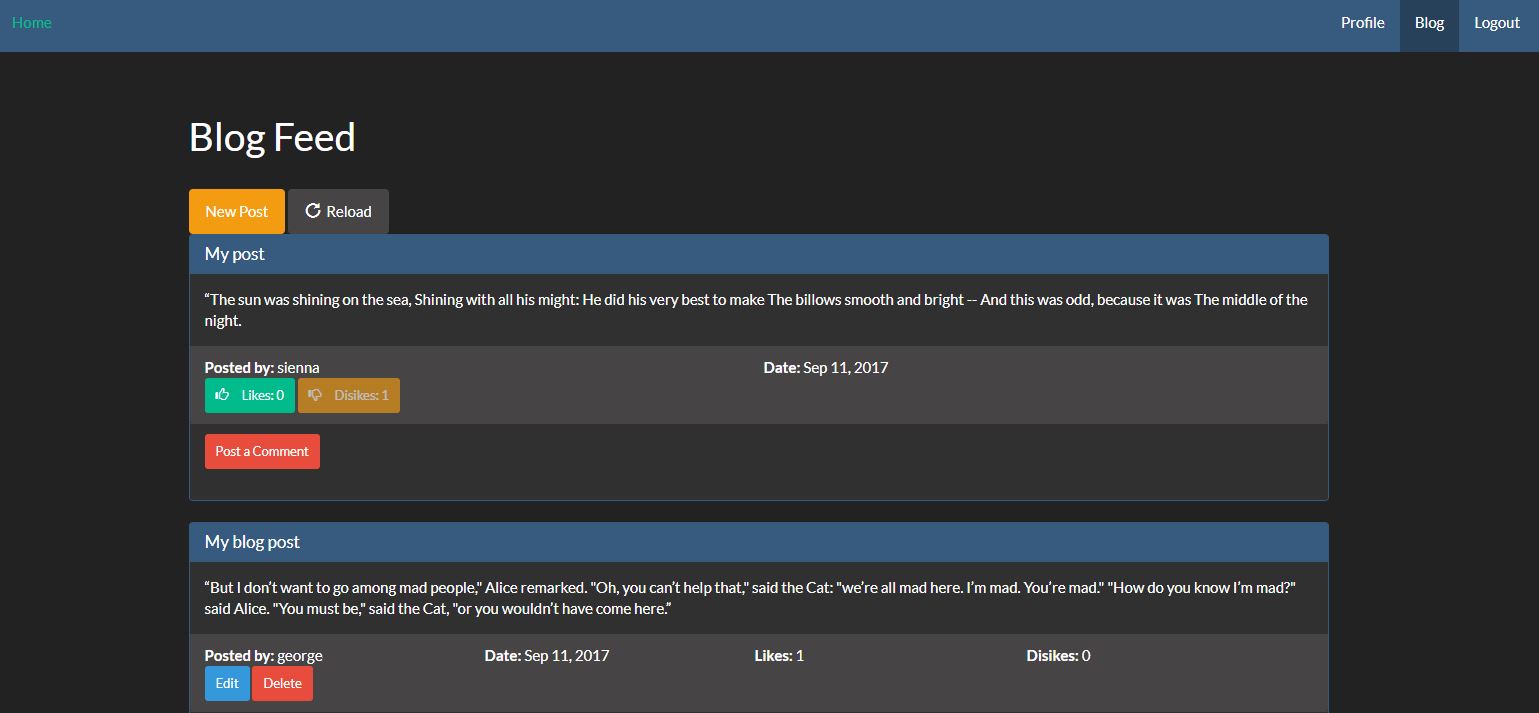 Home Profile Blog Logout
Blog Feed
New Post Reload
My post
“The sun was shining on the sea, Shining with all his might: He did his very best to make The billows smooth and bright -- And this was odd, because it was The middle of the
night.
Posted by: sienna Date: Sep 11, 2017
Likes: 0 Disikes: 1
Post a Comment
My blog post
“But I don’t want to go among mad people," Alice remarked. "Oh, you can’t help that," said the Cat: "we’re all mad here. I’m mad. You’re mad." "How do you know I’m mad?"
said Alice. "You must be," said the Cat, "or you wouldn’t have come here.”
Posted by: george Date: Sep 11, 2017 Likes: 1 Disikes: 0
Edit Delete